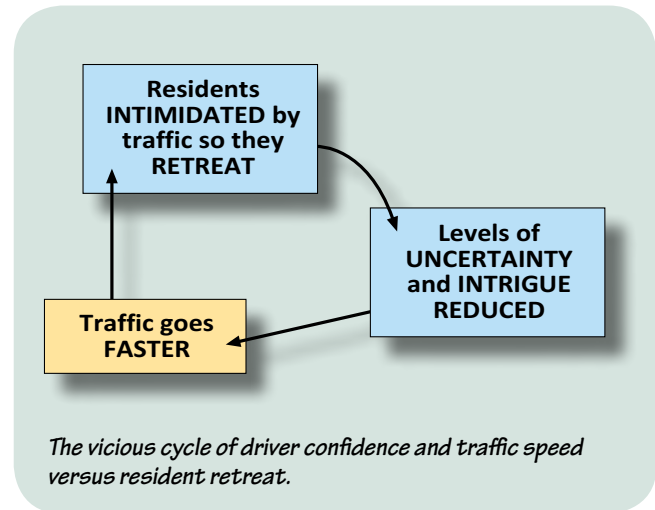 Residents
INTIMIDATED by
traffic so they
RETREAT
Levels of
UNCERTAINTY
and INTRIGUE
REDUCED
Traffic goes
FASTER
The vicious cycle of driver confidence and traffic speed
versus resident retreat.